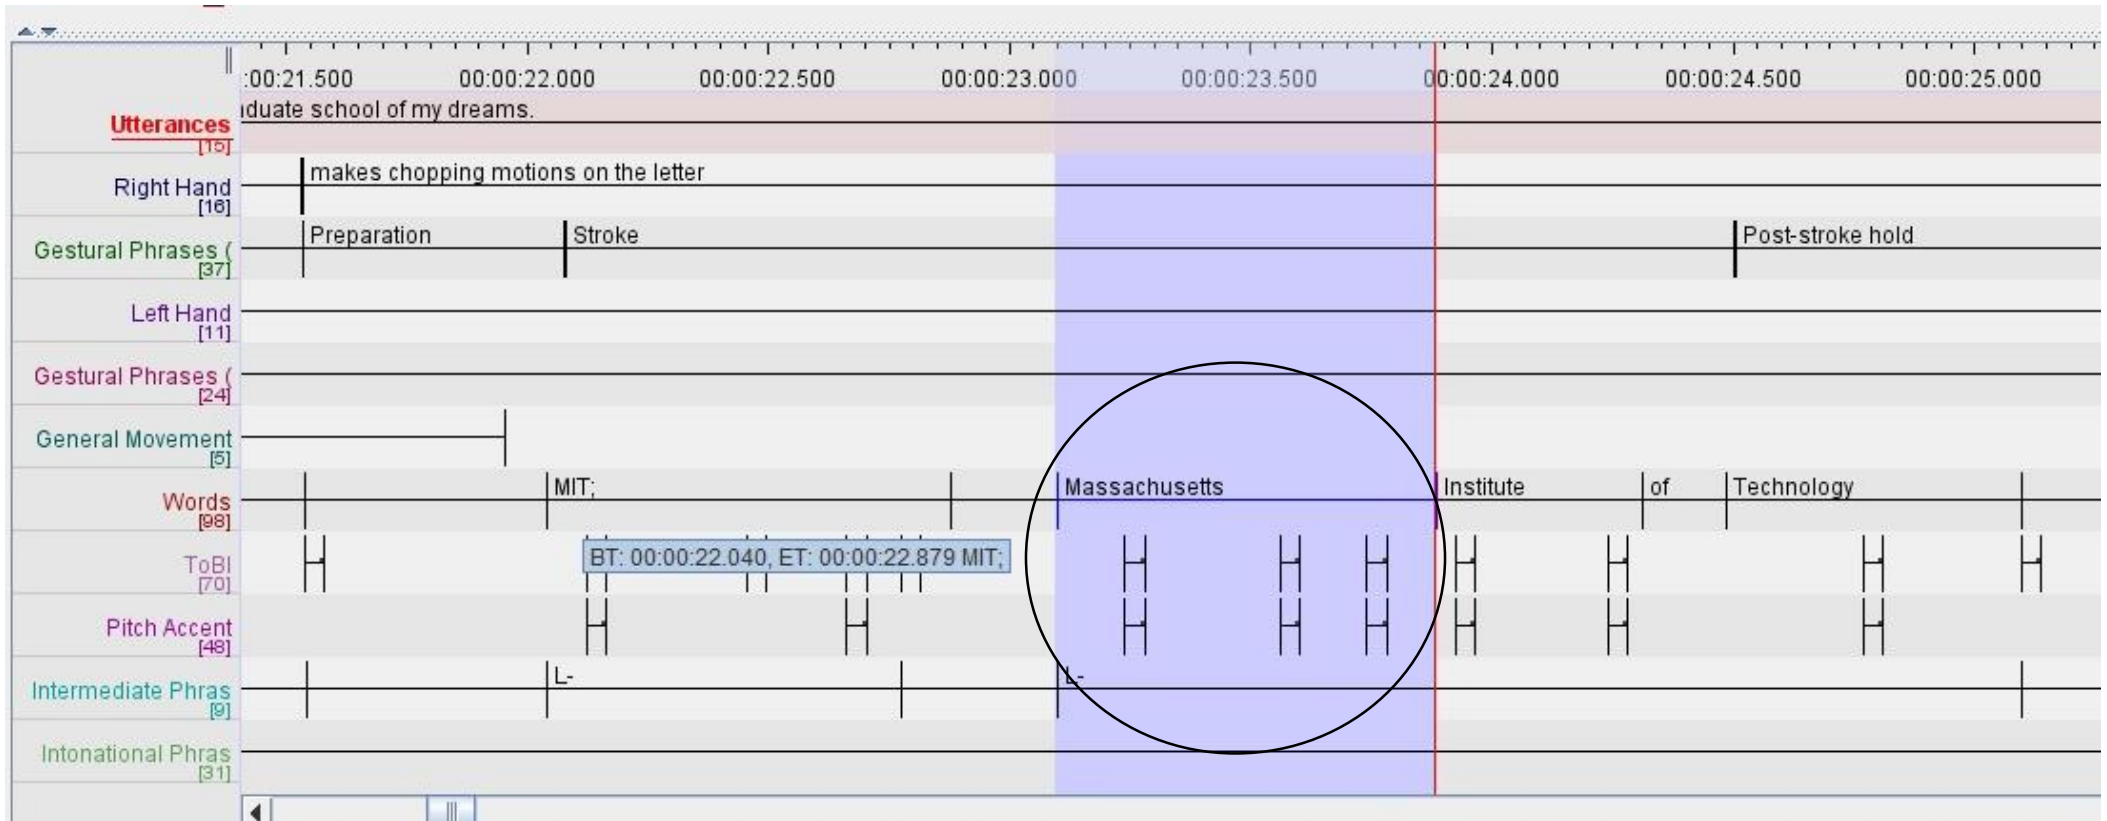 :00:21.500 00:00:22.000 00:00:22.500 00:00:23.000 00:00:23.500 00:00:24.000 00:00:24.500 00:00:25.000
duate school of my dreams.
Utterances
[15]
makes chopping motions on the letter
Right Hand
[16]
Preparation Stroke Post-stroke hold
Gestural Phrases (
[37]
Left Hand
[11]
Gestural Phrases (
[24]
General Movement
[5]
MIT; Massachusetts Institute of Technology
Words
[98]
BT: 00:00:22.040, ET: 00:00:22.879 MIT;
ToBI
[70]
Pitch Accent
[48]
L- L-
Intermediate Phras
[9]
Intonational Phras
[31]